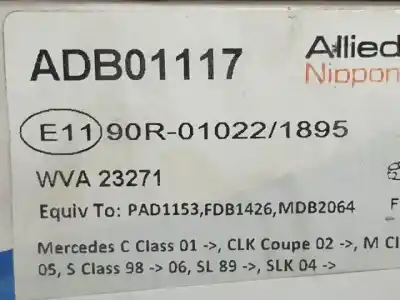 ADB01117
Allied
Nippon
E11 90R-01022/1895
WVA 23271
Equiv To: PAD1153,FDB1426,MDB2064
F
Mercedes C Class 01 ->, CLK Coupe 02 ->, M Cl
05, S Class 98 -> 06, SL 89 ->, SLK 04 ->